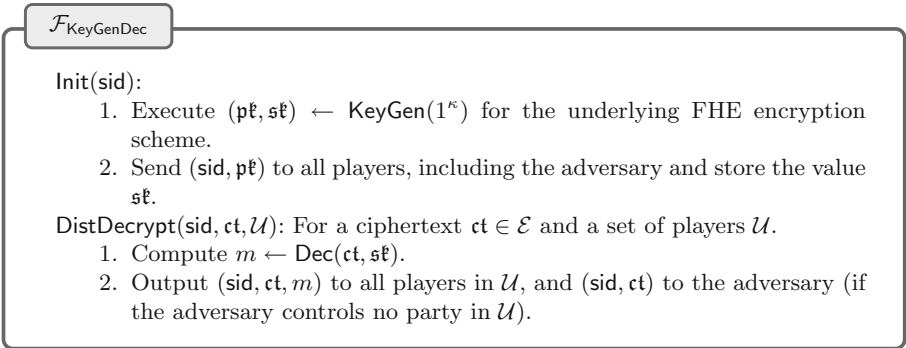 𝓕KeyGenDec
Init(sid):
1. Execute (𝔭𝔨, 𝔰𝔨) ← KeyGen(1^κ) for the underlying FHE encryption
scheme.
2. Send (sid, 𝔭𝔨) to all players, including the adversary and store the value
𝔰𝔨.
DistDecrypt(sid, 𝔠𝔱, 𝒰): For a ciphertext 𝔠𝔱 ∈ ℰ and a set of players 𝒰.
1. Compute m ← Dec(𝔠𝔱, 𝔰𝔨).
2. Output (sid, 𝔠𝔱, m) to all players in 𝒰, and (sid, 𝔠𝔱) to the adversary (if
the adversary controls no party in 𝒰).